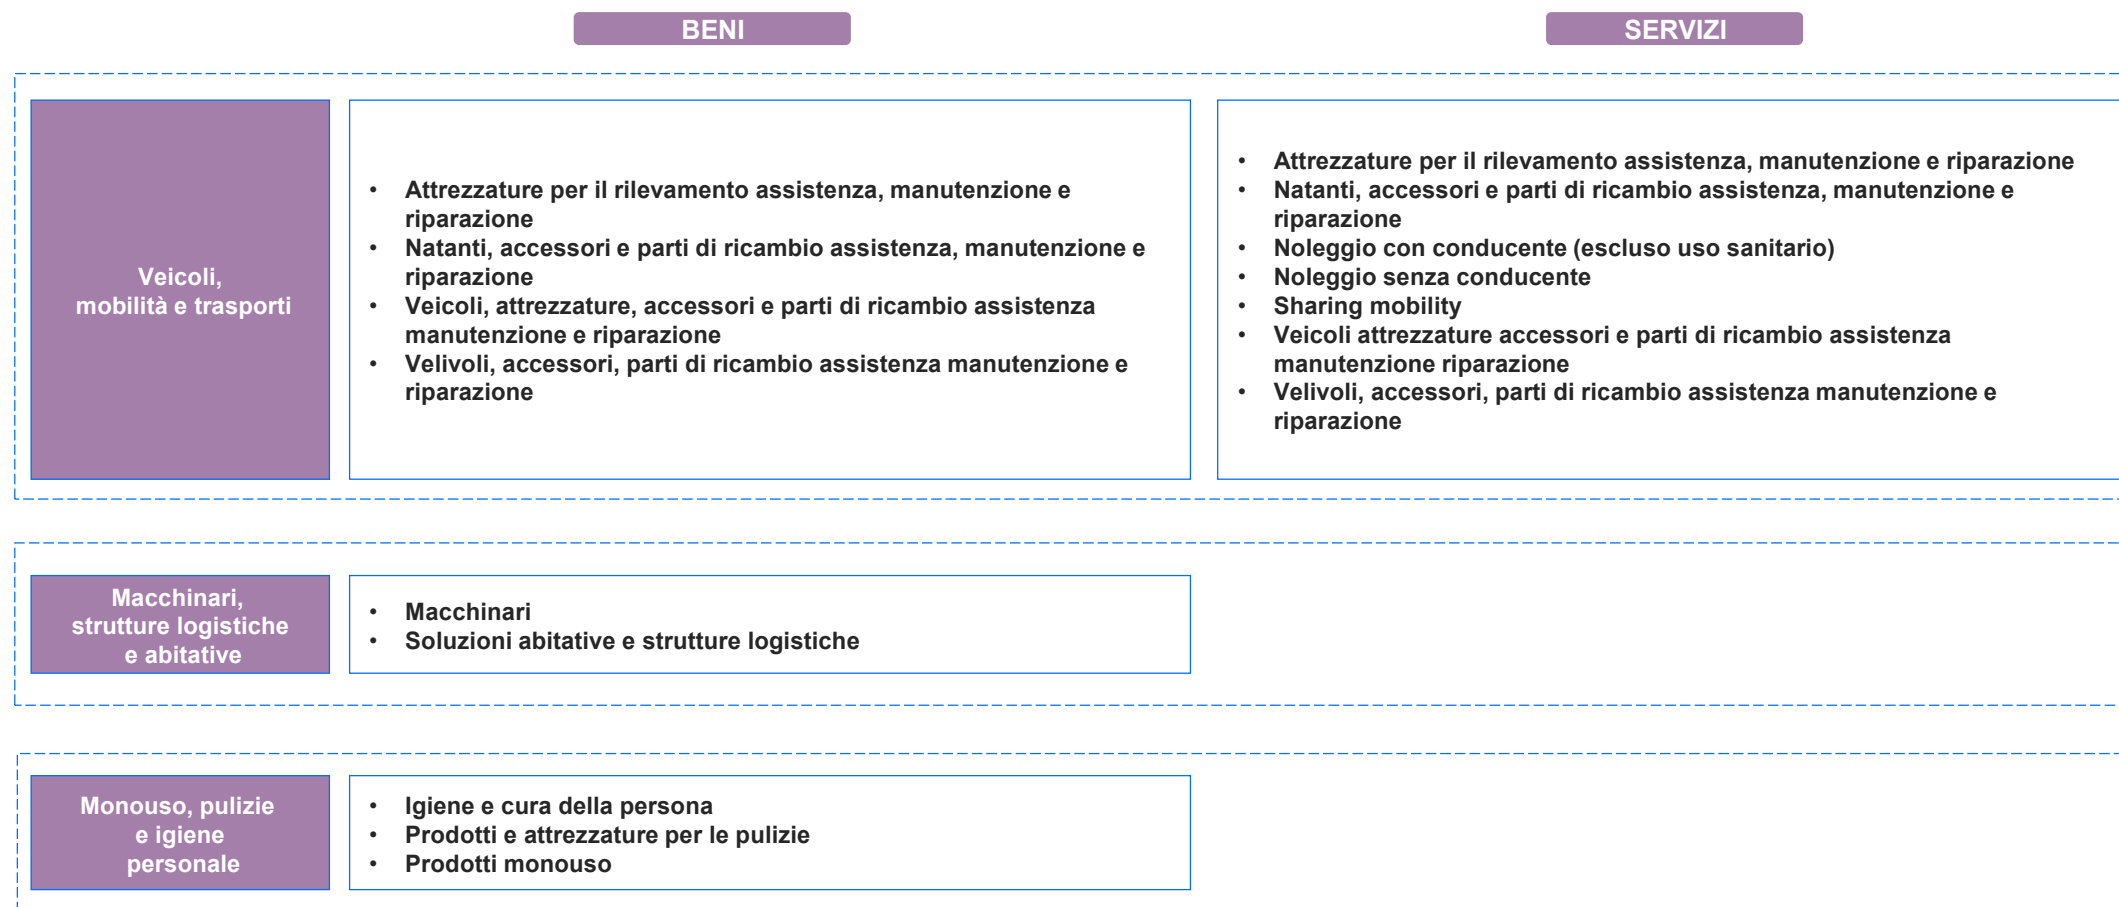 BENI
SERVIZI
Veicoli,
mobilità e trasporti
• Attrezzature per il rilevamento assistenza, manutenzione e
riparazione
• Natanti, accessori e parti di ricambio assistenza, manutenzione e
riparazione
• Veicoli, attrezzature, accessori e parti di ricambio assistenza
manutenzione e riparazione
• Velivoli, accessori, parti di ricambio assistenza manutenzione e
riparazione
• Attrezzature per il rilevamento assistenza, manutenzione e riparazione
• Natanti, accessori e parti di ricambio assistenza, manutenzione e
riparazione
• Noleggio con conducente (escluso uso sanitario)
• Noleggio senza conducente
• Sharing mobility
• Veicoli attrezzature accessori e parti di ricambio assistenza
manutenzione riparazione
• Velivoli, accessori, parti di ricambio assistenza manutenzione e
riparazione
Macchinari,
strutture logistiche
e abitative
• Macchinari
• Soluzioni abitative e strutture logistiche
Monouso, pulizie
e igiene
personale
• Igiene e cura della persona
• Prodotti e attrezzature per le pulizie
• Prodotti monouso